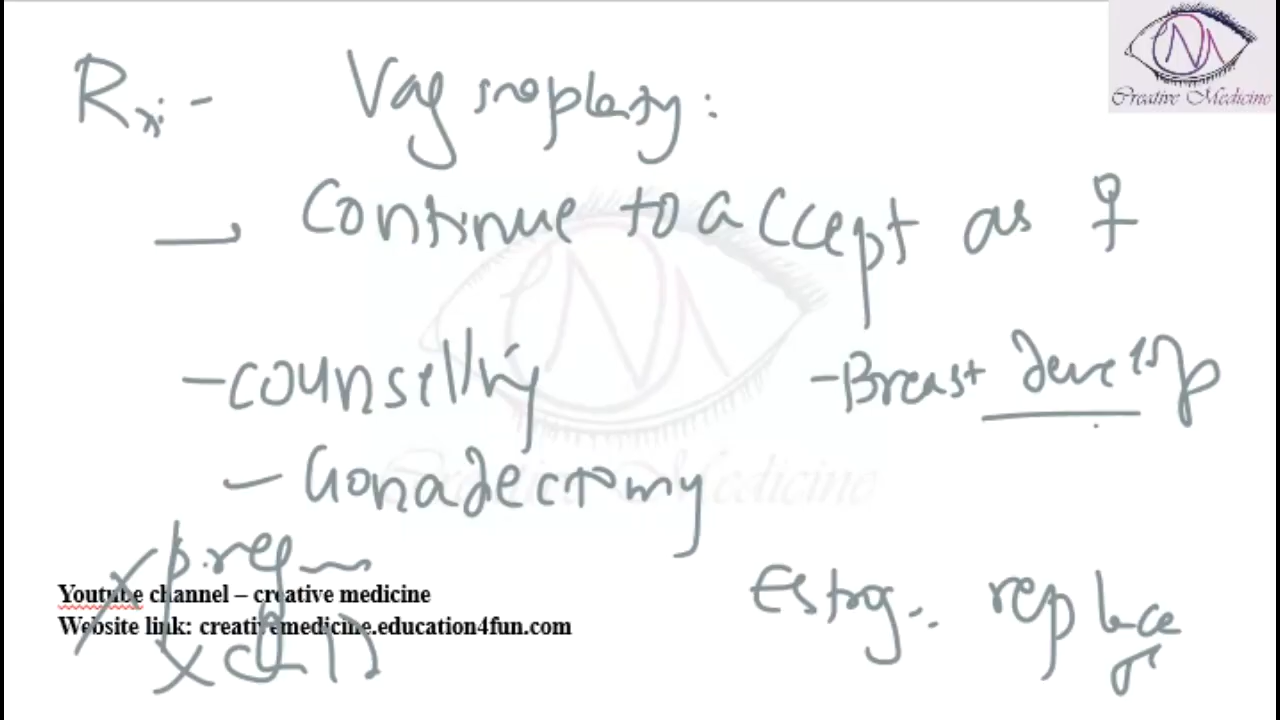 Creative Medicine
Rx:- Vaginoplasty:
Continue to accept as ♀
- counselling
- Breast develop
- Gonadectomy
preg
Youtube channel – creative medicine
Website link: creativemedicine.education4fun.com
Estrog. replace